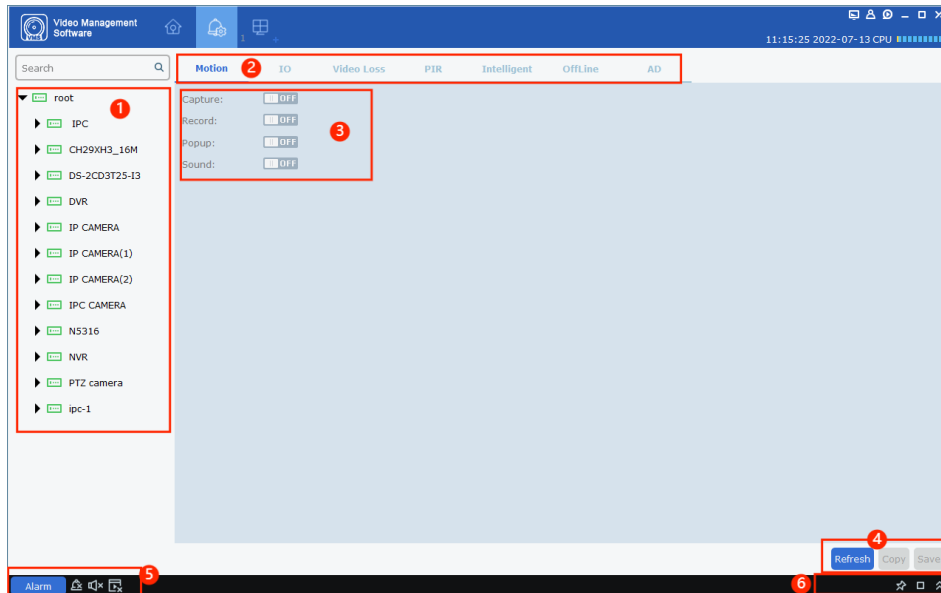 Video Management
Software
VMS
1
+
11:15:25 2022-07-13 CPU
Search
Motion 2 IO Video Loss PIR Intelligent OffLine AD
root
1
IPC
CH29XH3_16M
DS-2CD3T25-I3
DVR
IP CAMERA
IP CAMERA(1)
IP CAMERA(2)
IPC CAMERA
N5316
NVR
PTZ camera
ipc-1
Capture: OFF
Record: OFF
3
Popup: OFF
Sound: OFF
4
Refresh Copy Save
Alarm 5
6